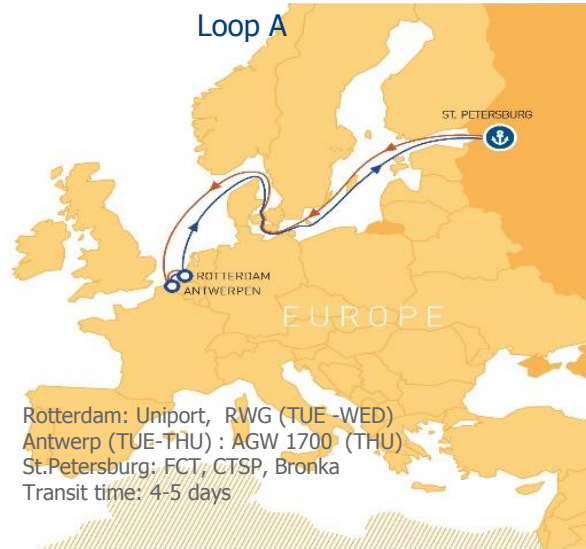 Loop A
ST. PETERSBURG
ROTTERDAM
ANTWERPEN
EUROPE
Rotterdam: Uniport, RWG (TUE -WED)
Antwerp (TUE-THU) : AGW 1700 (THU)
St.Petersburg: FCT, CTSP, Bronka
Transit time: 4-5 days